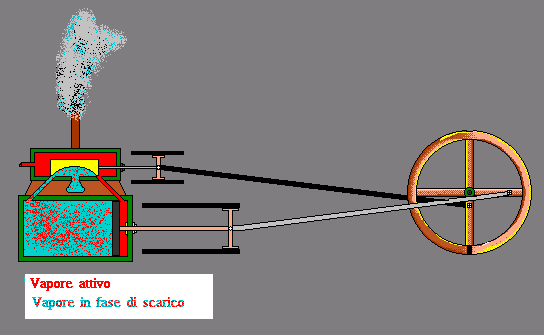 Vapore attivo
Vapore in fase di scarico